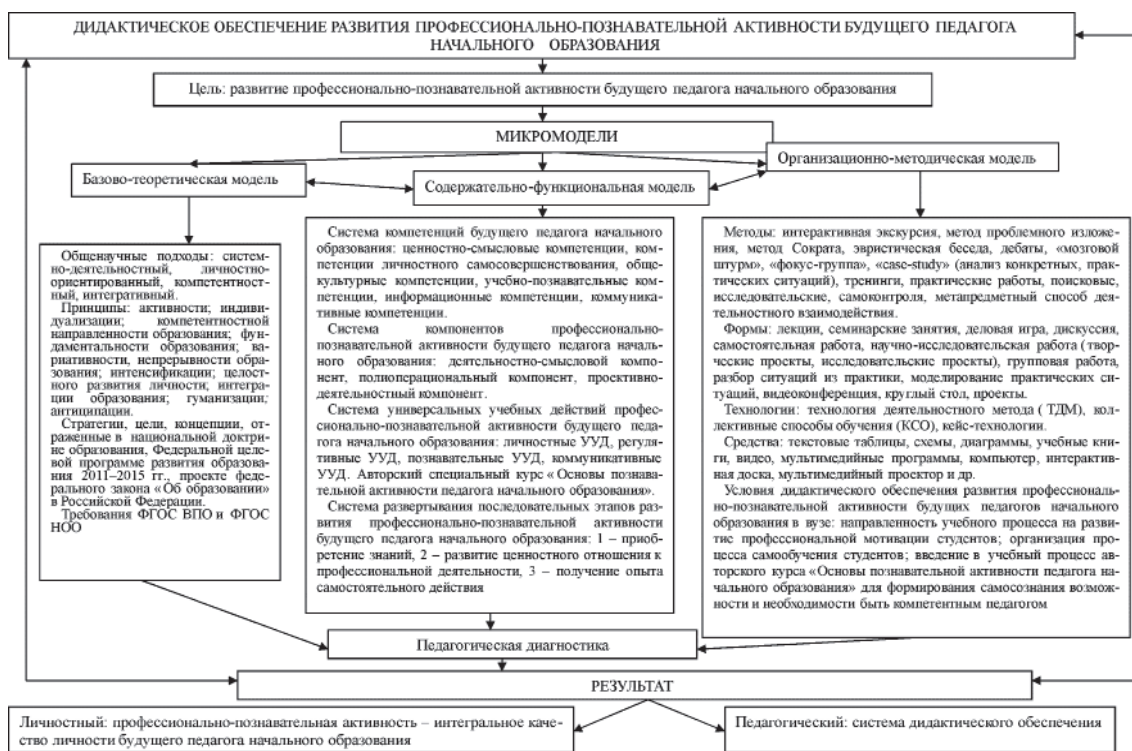 ДИДАКТИЧЕСКОЕ ОБЕСПЕЧЕНИЕ РАЗВИТИЯ ПРОФЕССИОНАЛЬНО-ПОЗНАВАТЕЛЬНОЙ АКТИВНОСТИ БУДУЩЕГО ПЕДАГОГА
НАЧАЛЬНОГО ОБРАЗОВАНИЯ
Цель: развитие профессионально-познавательной активности будущего педагога начального образования
МИКРОМОДЕЛИ
Базово-теоретическая модель
Содержательно-функциональная модель
Организационно-методическая модель
Общенаучные подходы: систем-
но-деятельностный, личностно-
ориентированный, компетентност-
ный, интегративный.
Принципы: активности; индиви-
дуализации; компетентностной
направленности образования; фун-
даментальности образования; ва-
риативности, непрерывности обра-
зования; интенсификации; целос-
тного развития личности; интегра-
ции образования; гуманизации;
антиципации.
Стратегии, цели, концепции, от-
раженные в национальной доктри-
не образования, Федеральной целе-
вой программе развития образова-
ния 2011–2015 гг., проекте феде-
рального закона «Об образовании»
в Российской Федерации.
Требования ФГОС ВПО и ФГОС
НОО
Система компетенций будущего педагога начального
образования: ценностно-смысловые компетенции, ком-
петенции личностного самосовершенствования, обще-
культурные компетенции, учебно-познавательные ком-
петенции, информационные компетенции, коммуника-
тивные компетенции.
Система компонентов профессионально-
познавательной активности будущего педагога началь-
ного образования: деятельностно-смысловой компо-
нент, полиоперациональный компонент, проективно-
деятельностный компонент.
Система универсальных учебных действий профес-
сионально-познавательной активности будущего педа-
гога начального образования: личностные УУД, регуля-
тивные УУД, познавательные УУД, коммуникативные
УУД. Авторский специальный курс «Основы познава-
тельной активности педагога начального образования».
Система развертывания последовательных этапов раз-
вития профессионально-познавательной активности
будущего педагога начального образования: 1 – приоб-
ретение знаний, 2 – развитие ценностного отношения к
профессиональной деятельности, 3 – получение опыта
самостоятельного действия
Методы: интерактивная экскурсия, метод проблемного изложе-
ния, метод Сократа, эвристическая беседа, дебаты, «мозговой
штурм», «фокус-группа», «case-study» (анализ конкретных, прак-
тических ситуаций), тренинги, практические работы, поисковые,
исследовательские, самоконтроля, метапредметный способ дея-
тельностного взаимодействия.
Формы: лекции, семинарские занятия, деловая игра, дискуссия,
самостоятельная работа, научно-исследовательская работа (твор-
ческие проекты, исследовательские проекты), групповая работа,
разбор ситуаций из практики, моделирование практических си-
туаций, видеоконференция, круглый стол, проекты.
Технологии: технология деятельностного метода ( ТДМ), кол-
лективные способы обучения (КСО), кейс-технологии.
Средства: текстовые таблицы, схемы, диаграммы, учебные кни-
ги, видео, мультимедийные программы, компьютер, интерактив-
ная доска, мультимедийный проектор и др.
Условия дидактического обеспечения развития профессиональ-
но-познавательной активности будущих педагогов начального
образования в вузе: направленность учебного процесса на разви-
тие профессиональной мотивации студентов; организация про-
цесса самообучения студентов; введение в учебный процесс ав-
торского курса «Основы познавательной активности педагога на-
чального образования» для формирования самосознания возмож-
ности и необходимости быть компетентным педагогом
Педагогическая диагностика
РЕЗУЛЬТАТ
Личностный: профессионально-познавательная активность – интегральное каче-
ство личности будущего педагога начального образования
Педагогический: система дидактического обеспечения